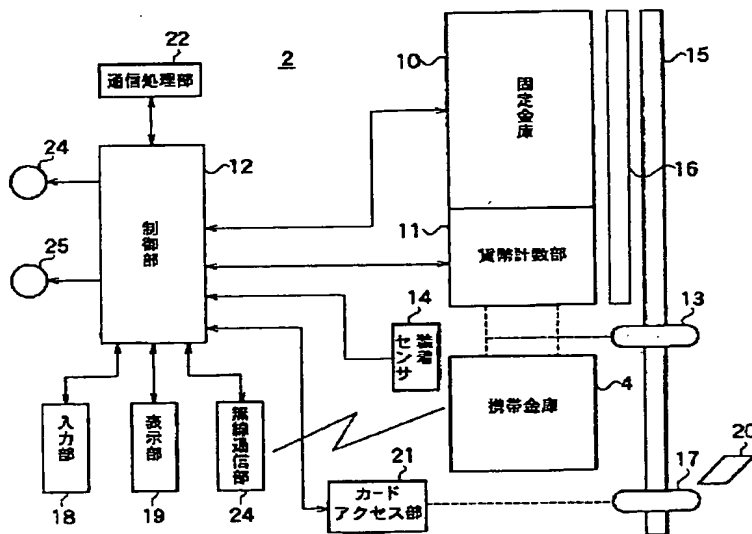 22
2
10
15
通信処理部
固定金庫
24
12
16
制御部
11
25
貨幣計数部
14
13
装着センサ
4
携帯金庫
20
入力部
表示部
無線通信部
21
17
カード
アクセス部
18
19
24